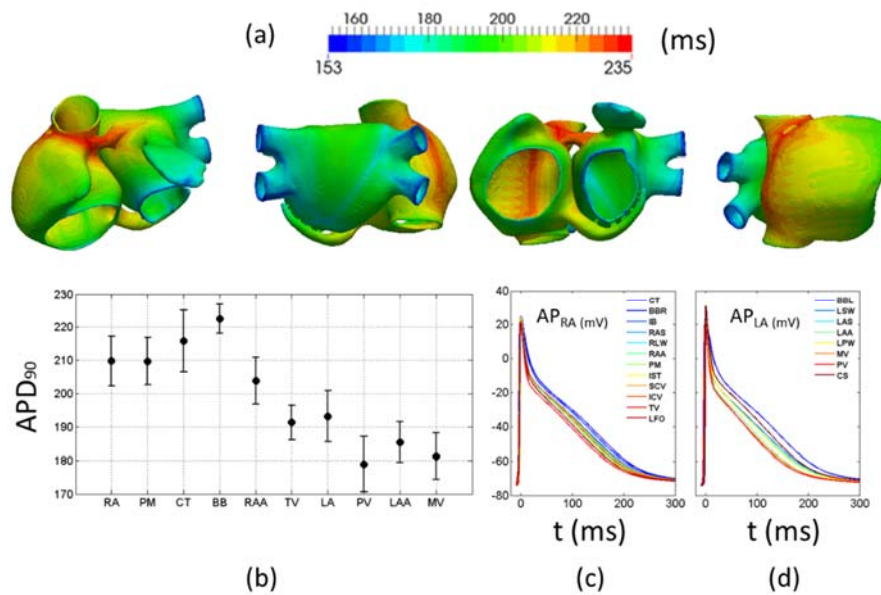 (a)
160 180 200 220
(ms)
153 235
APD90
230
220
210
200
190
180
170
RA PM CT BB RAA TV LA PV LAA MV
(b)
20
0
-20
-40
-60
-80
APRA (mV)
CT
BBR
IB
RAS
RLW
RAA
PM
IST
SCV
ICV
TV
LFO
0 100 200 300
t (ms)
(c)
APLA (mV)
BBL
LSW
LAS
LAA
LPW
MV
PV
CS
0 100 200 300
t (ms)
(d)